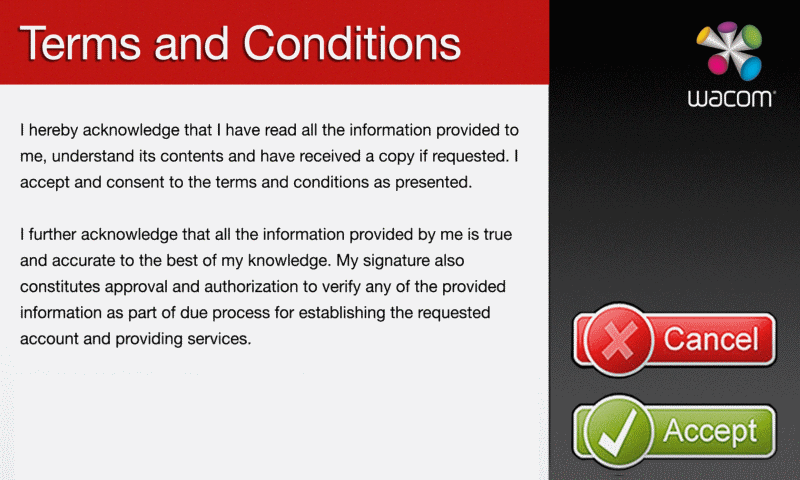 Terms and Conditions
wacom®
I hereby acknowledge that I have read all the information provided to
me, understand its contents and have received a copy if requested. I
accept and consent to the terms and conditions as presented.
I further acknowledge that all the information provided by me is true
and accurate to the best of my knowledge. My signature also
constitutes approval and authorization to verify any of the provided
information as part of due process for establishing the requested
account and providing services.
Cancel
Accept